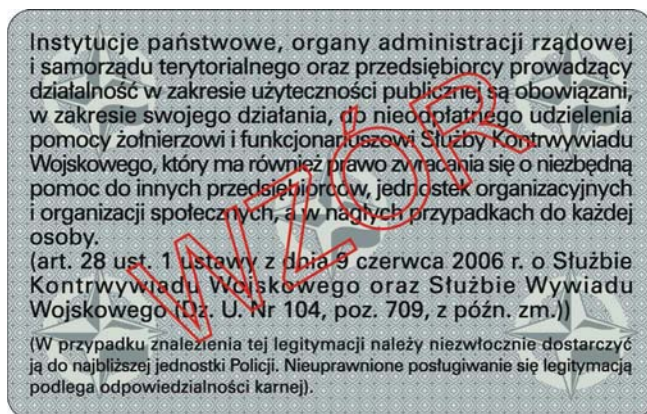 Instytucje państwowe, organy administracji rządowej
i samorządu terytorialnego oraz przedsiębiorcy prowadzący
działalność w zakresie użyteczności publicznej są obowiązani,
w zakresie swojego działania, do nieodpłatnego udzielenia
pomocy żołnierzowi i funkcjonariuszowi Służby Kontrwywiadu
Wojskowego, który ma również prawo zwracania się o niezbędną
pomoc do innych przedsiębiorców, jednostek organizacyjnych
i organizacji społecznych, a w nagłych przypadkach do każdej
osoby.
(art. 28 ust. 1 ustawy z dnia 9 czerwca 2006 r. o Służbie
Kontrwywiadu Wojskowego oraz Służbie Wywiadu
Wojskowego (Dz. U. Nr 104, poz. 709, z późn. zm.))
(W przypadku znalezienia tej legitymacji należy niezwłocznie dostarczyć
ją do najbliższej jednostki Policji. Nieuprawnione posługiwanie się legitymacją
podlega odpowiedzialności karnej).
WZÓR